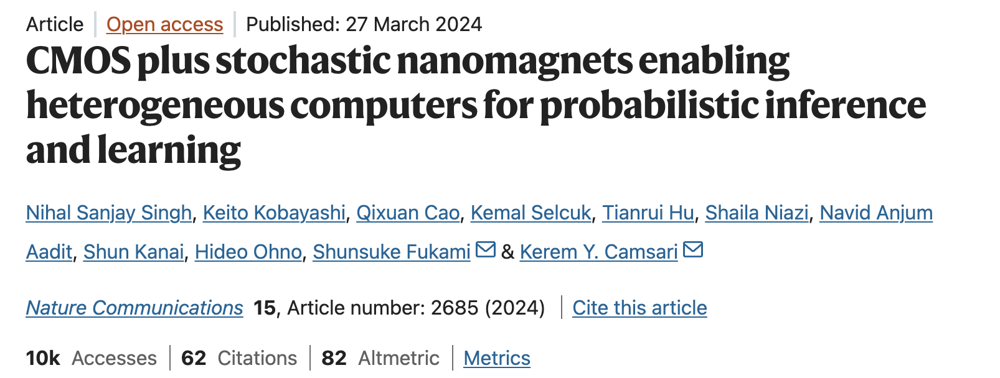 Article | Open access | Published: 27 March 2024
CMOS plus stochastic nanomagnets enabling
heterogeneous computers for probabilistic inference
and learning
Nihal Sanjay Singh, Keito Kobayashi, Qixuan Cao, Kemal Selcuk, Tianrui Hu, Shaila Niazi, Navid Anjum
Aadit, Shun Kanai, Hideo Ohno, Shunsuke Fukami & Kerem Y. Camsari
Nature Communications 15, Article number: 2685 (2024) | Cite this article
10k Accesses | 62 Citations | 82 Altmetric | Metrics